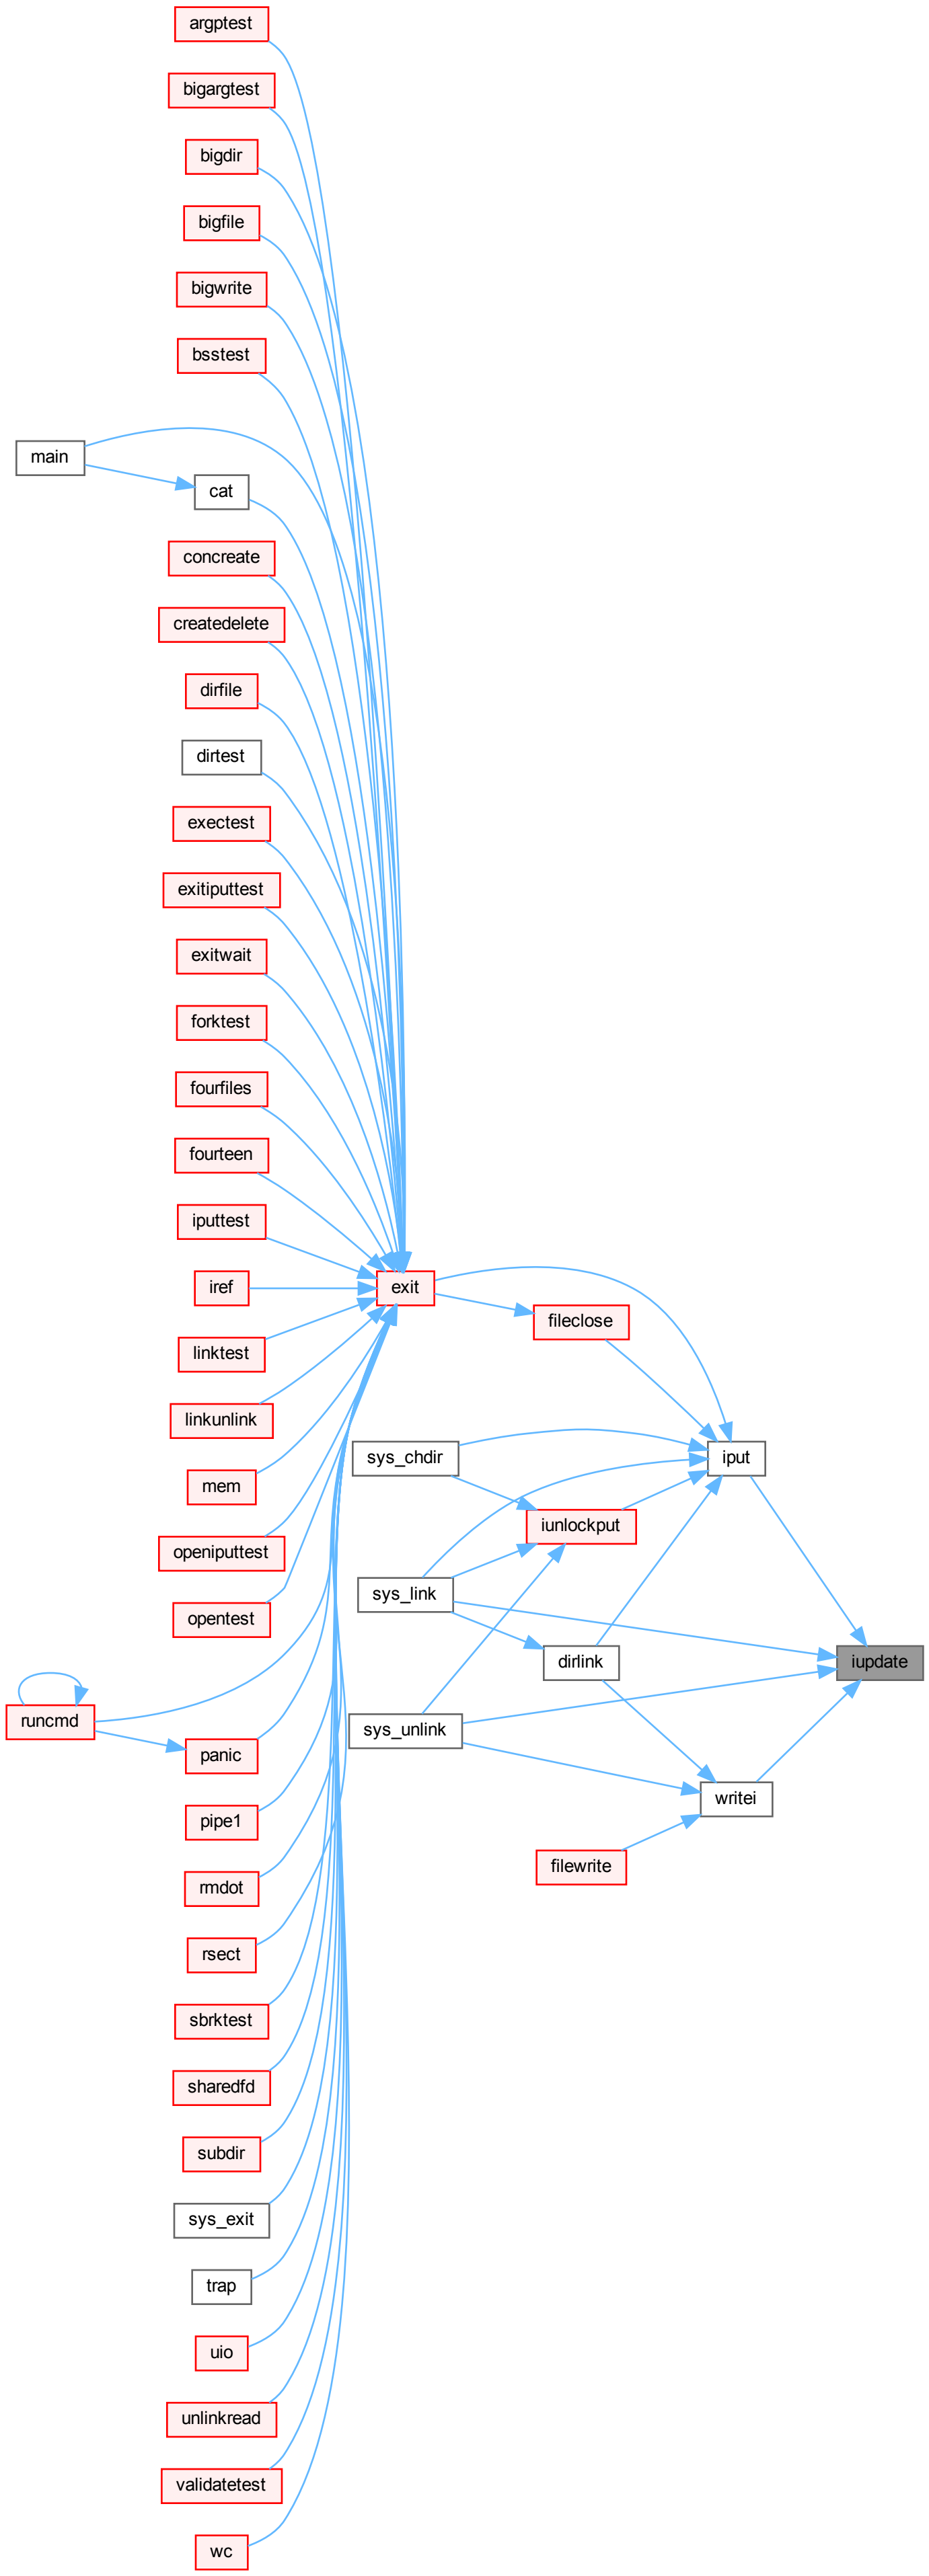 argptest
bigargtest
bigdir
bigfile
bigwrite
bsstest
main
cat
concreate
createdelete
dirfile
dirtest
exectest
exitiputtest
exitwait
forktest
fourfiles
fourteen
iputtest
iref
exit
fileclose
linktest
linkunlink
iput
sys_chdir
mem
iunlockput
openiputtest
sys_link
opentest
dirlink
iupdate
runcmd
sys_unlink
panic
writei
pipe1
filewrite
rmdot
rsect
sbrktest
sharedfd
subdir
sys_exit
trap
uio
unlinkread
validatetest
wc